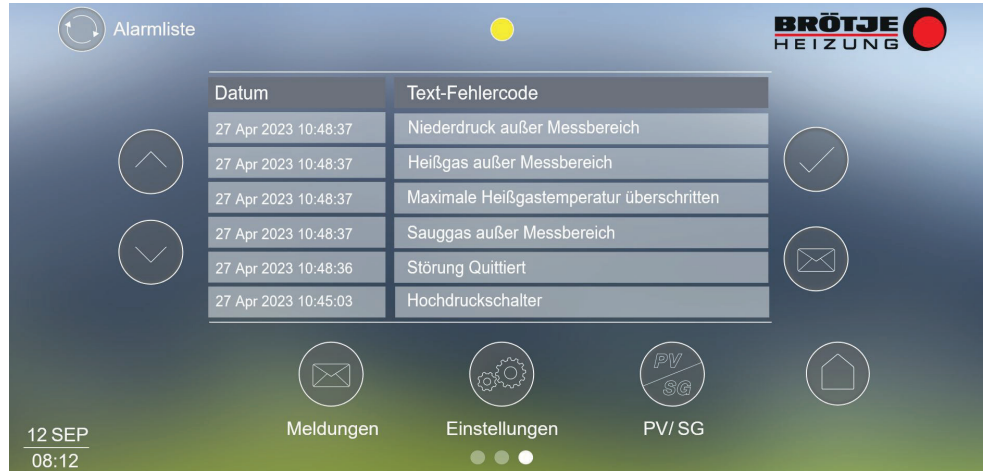 Alarmliste
BRÖTJE
HEIZUNG
Datum Text-Fehlercode
27 Apr 2023 10:48:37 Niederdruck außer Messbereich
27 Apr 2023 10:48:37 Heißgas außer Messbereich
27 Apr 2023 10:48:37 Maximale Heißgastemperatur überschritten
27 Apr 2023 10:48:37 Sauggas außer Messbereich
27 Apr 2023 10:48:36 Störung Quittiert
27 Apr 2023 10:45:03 Hochdruckschalter
PV
SG
Meldungen Einstellungen PV/ SG
12 SEP
08:12